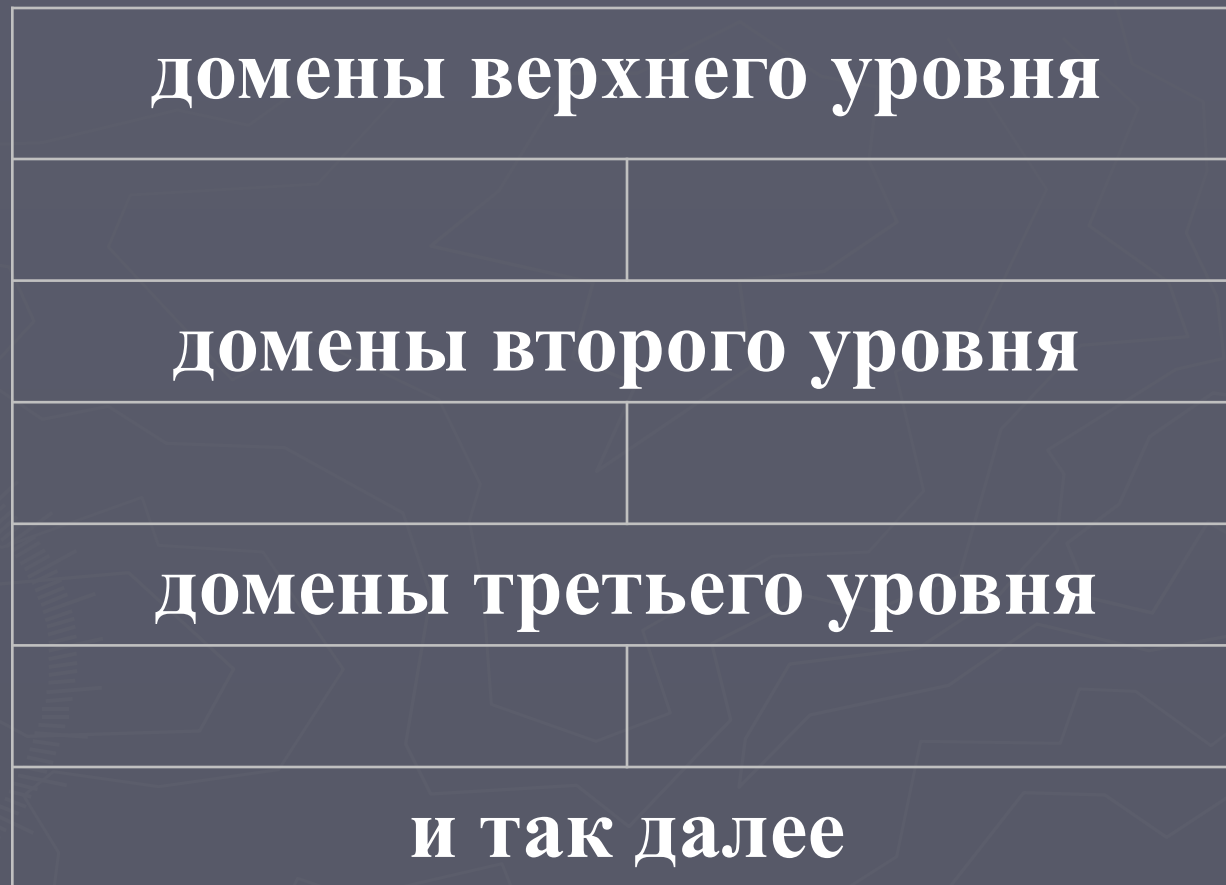 домены верхнего уровня
домены второго уровня
домены третьего уровня
и так далее